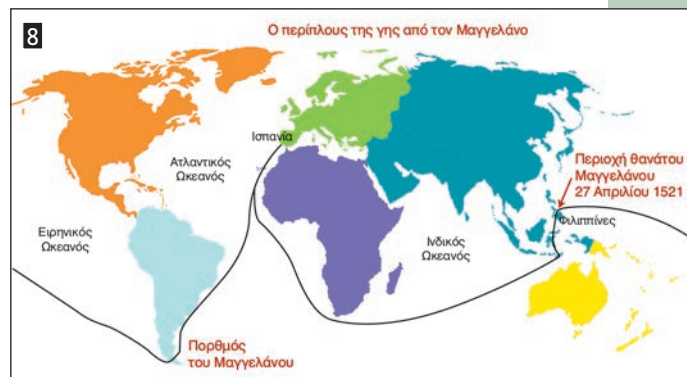 8
Ο περίπλους της γης από τον Μαγγελάνο
Ισπανία
Ατλαντικός
Ωκεανός
Περιοχή θανάτου
Μαγγελάνου
27 Απριλίου 1521
Φιλιππίνες
Ειρηνικός
Ωκεανός
Ινδικός
Ωκεανός
Πορθμός
του Μαγγελάνου